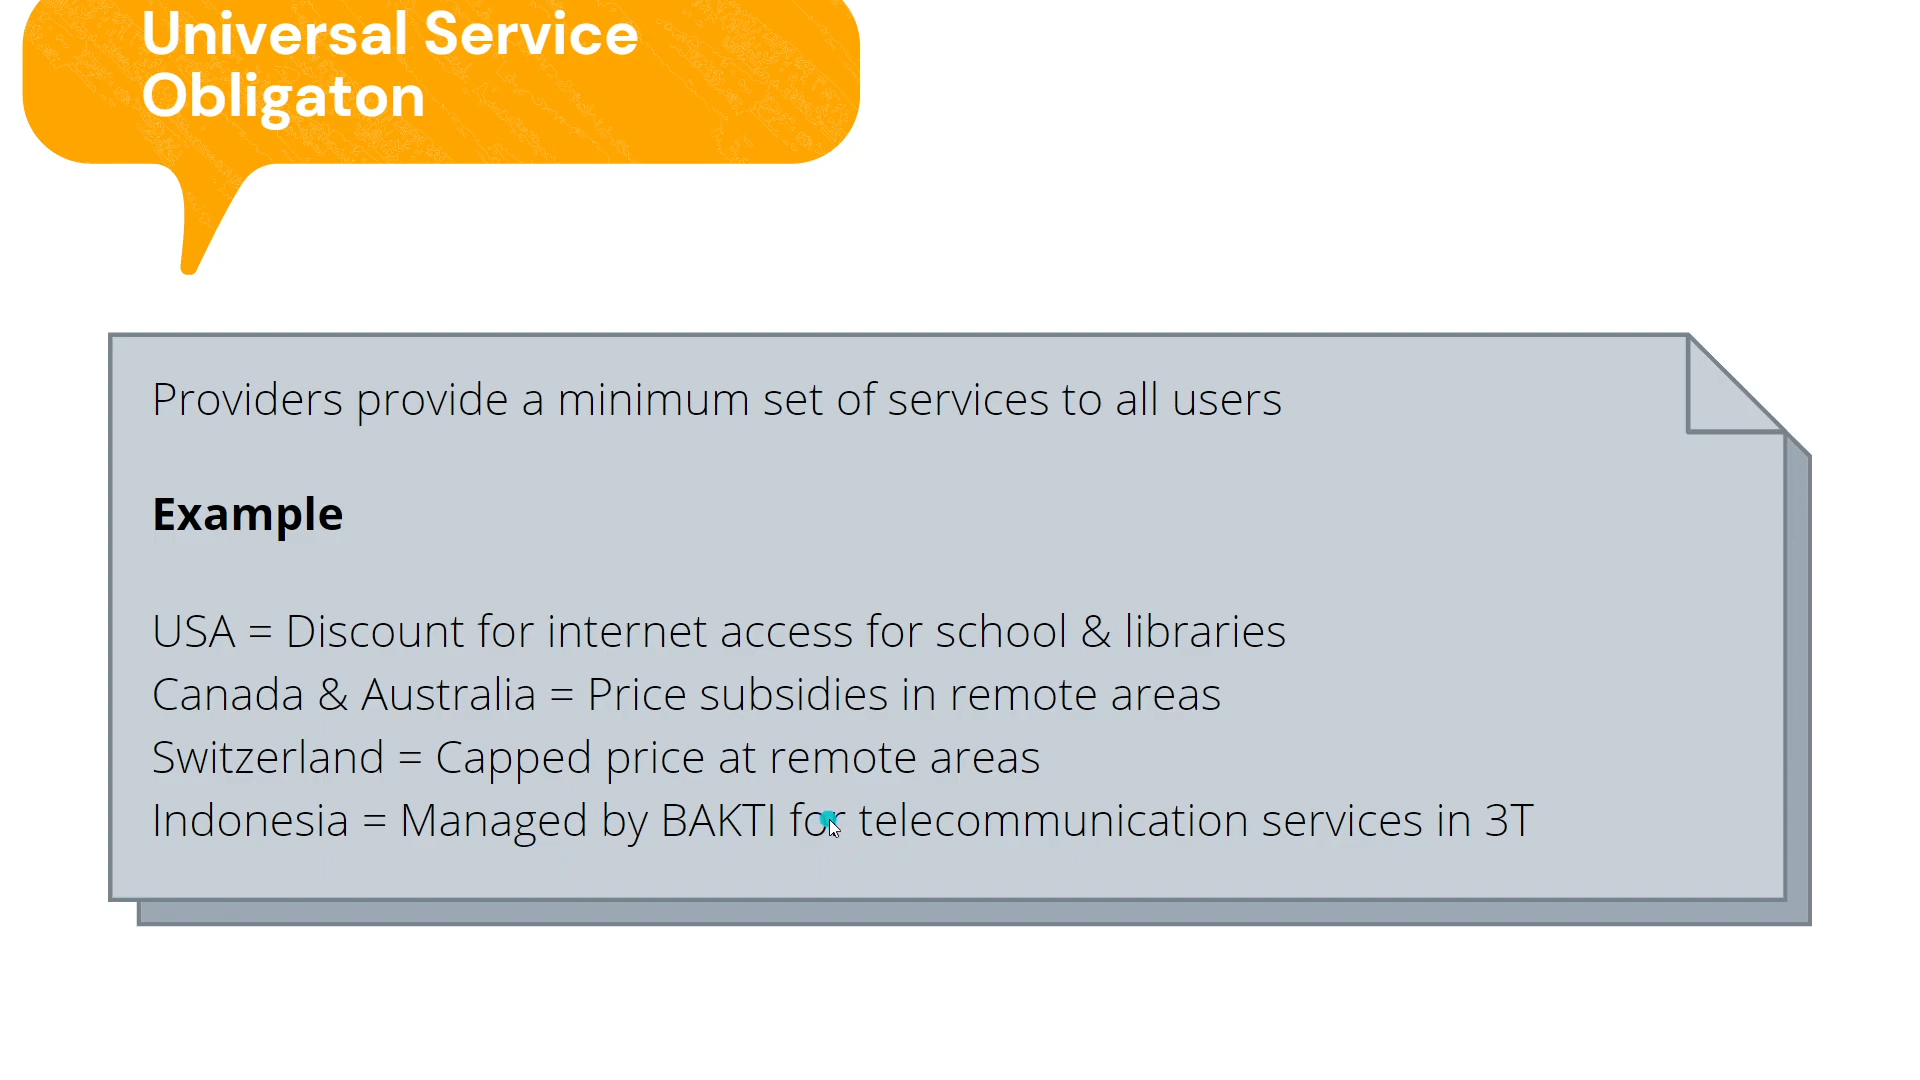 Universal Service
Obligaton
Providers provide a minimum set of services to all users
Example
USA = Discount for internet access for school & libraries
Canada & Australia = Price subsidies in remote areas
Switzerland = Capped price at remote areas
Indonesia = Managed by BAKTI for telecommunication services in 3T